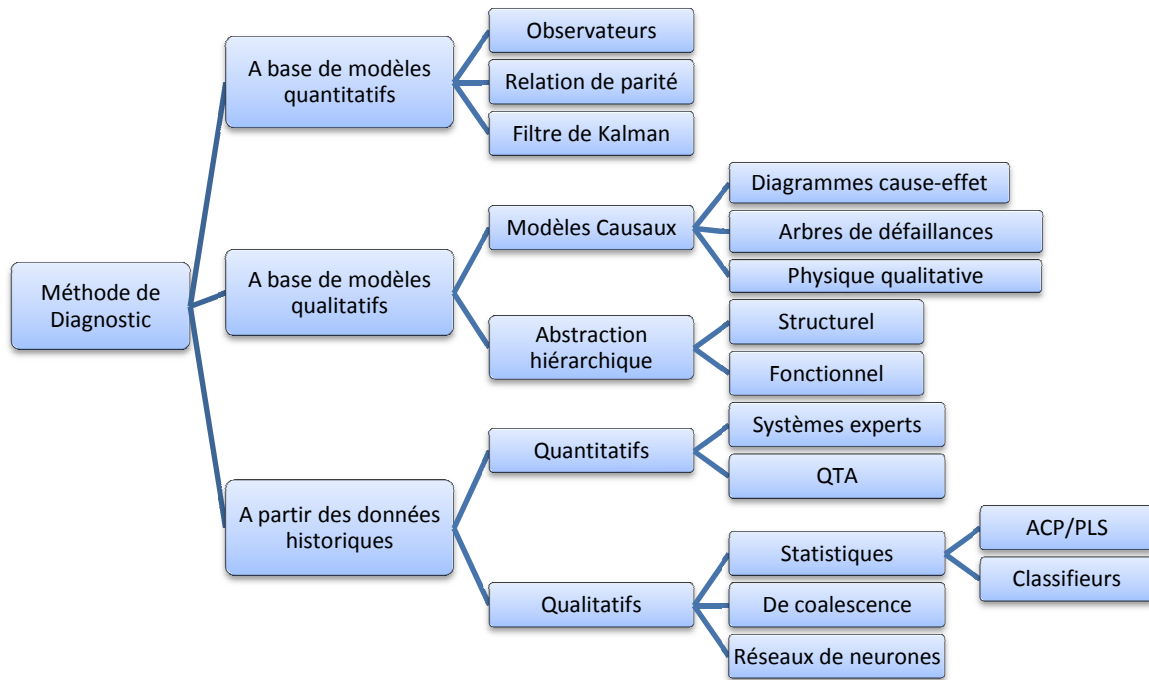 Méthode de
Diagnostic
A base de modèles
quantitatifs
Observateurs
Relation de parité
Filtre de Kalman
A base de modèles
qualitatifs
Modèles Causaux
Diagrammes cause-effet
Arbres de défaillances
Physique qualitative
Abstraction
hiérarchique
Structurel
Fonctionnel
A partir des données
historiques
Quantitatifs
Systèmes experts
QTA
Qualitatifs
Statistiques
ACP/PLS
Classifieurs
De coalescence
Réseaux de neurones